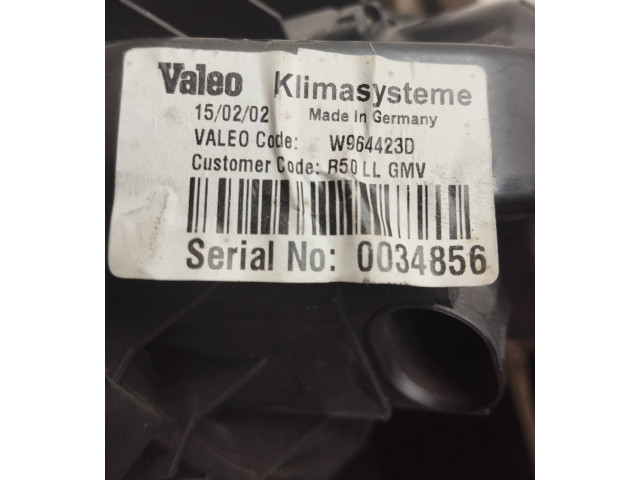 Valeo Klimasysteme
15/02/02 Made In Germany
VALEO Code: W964423D
Customer Code: R50 LL GMV
Serial No: 0034856